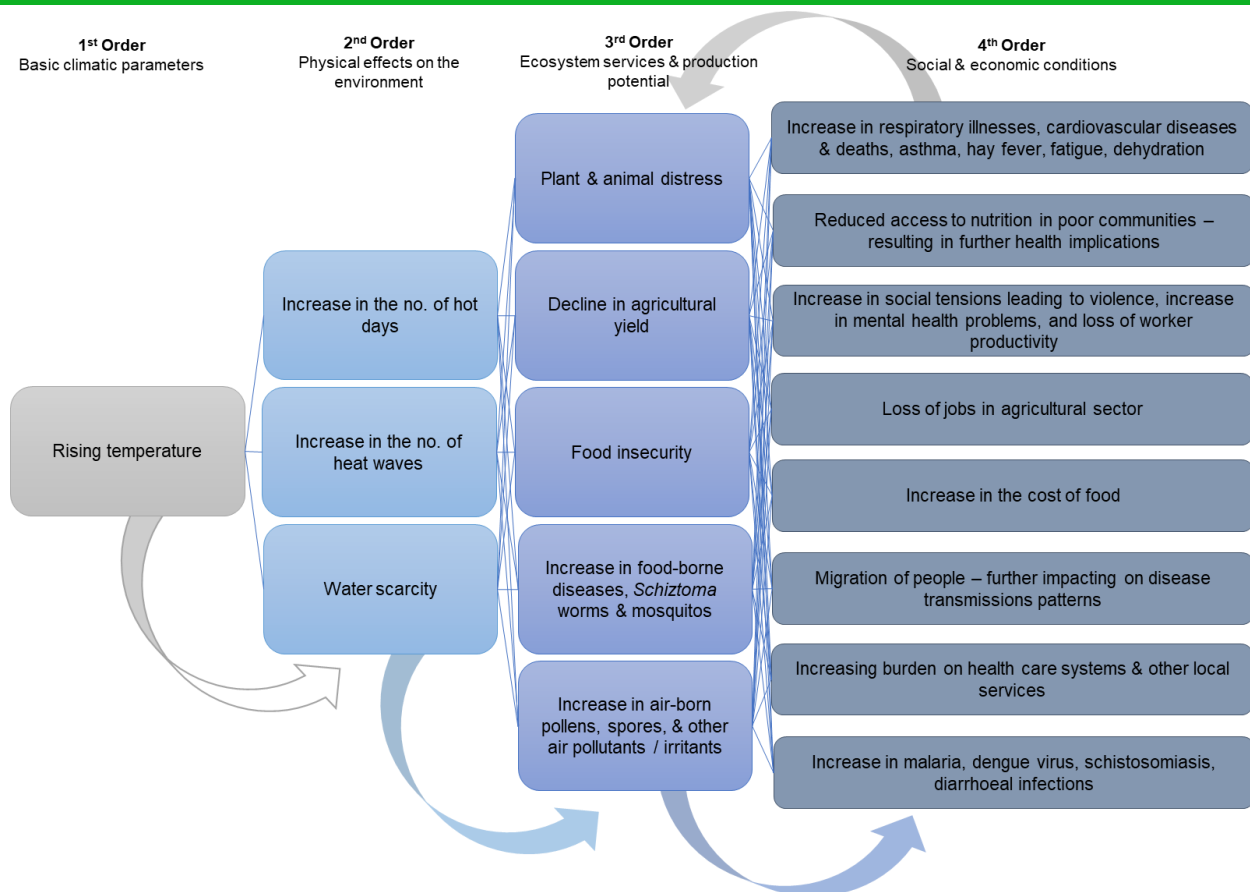 1st Order
Basic climatic parameters
2nd Order
Physical effects on the
environment
3rd Order
Ecosystem services & production
potential
4th Order
Social & economic conditions
Rising temperature
Increase in the no. of hot
days
Increase in the no. of
heat waves
Water scarcity
Plant & animal distress
Decline in agricultural
yield
Food insecurity
Increase in food-borne
diseases, Schiztoma
worms & mosquitos
Increase in air-born
pollens, spores, & other
air pollutants / irritants
Increase in respiratory illnesses, cardiovascular diseases
& deaths, asthma, hay fever, fatigue, dehydration
Reduced access to nutrition in poor communities –
resulting in further health implications
Increase in social tensions leading to violence, increase
in mental health problems, and loss of worker
productivity
Loss of jobs in agricultural sector
Increase in the cost of food
Migration of people – further impacting on disease
transmissions patterns
Increasing burden on health care systems & other local
services
Increase in malaria, dengue virus, schistosomiasis,
diarrhoeal infections